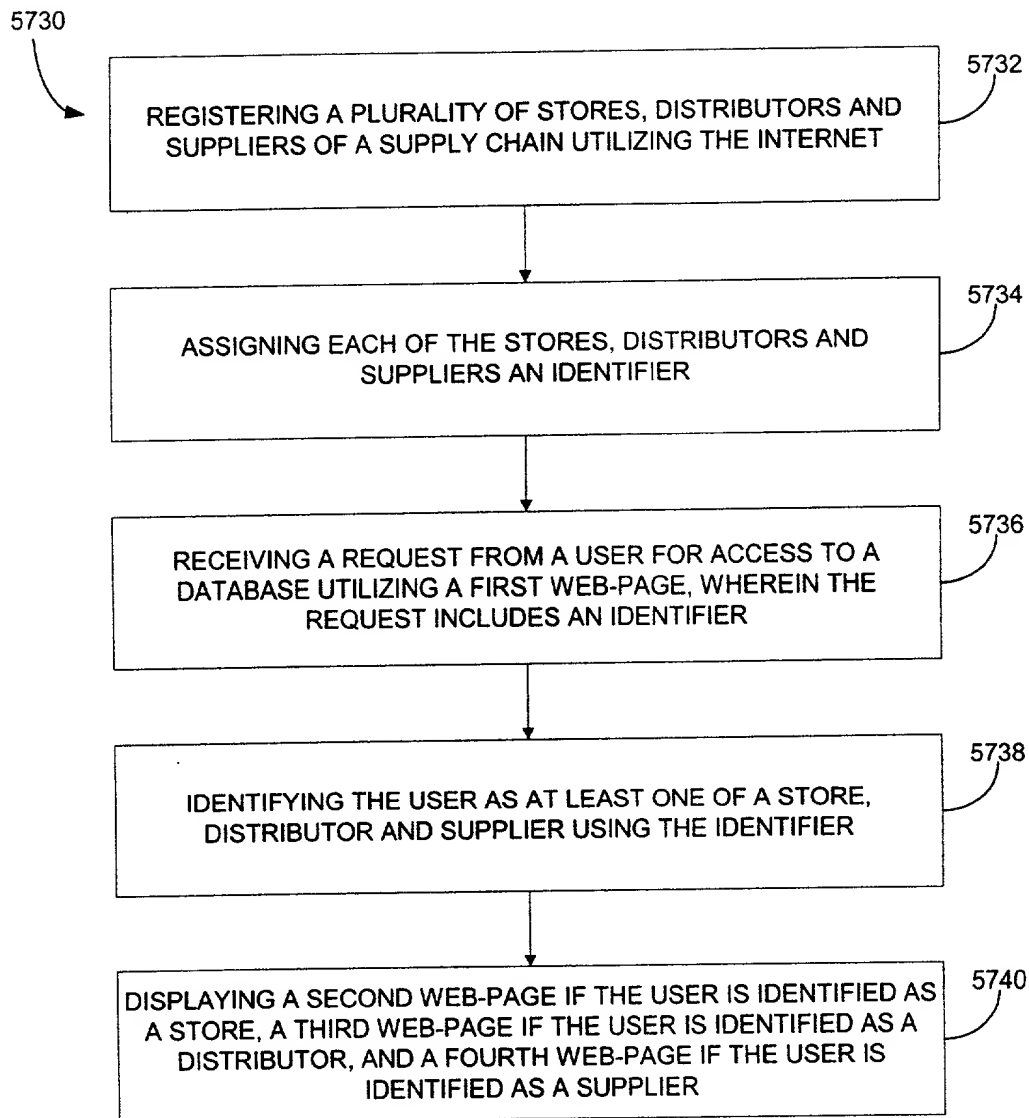 5730
5732
REGISTERING A PLURALITY OF STORES, DISTRIBUTORS AND
SUPPLIERS OF A SUPPLY CHAIN UTILIZING THE INTERNET
5734
ASSIGNING EACH OF THE STORES, DISTRIBUTORS AND
SUPPLIERS AN IDENTIFIER
5736
RECEIVING A REQUEST FROM A USER FOR ACCESS TO A
DATABASE UTILIZING A FIRST WEB-PAGE, WHEREIN THE
REQUEST INCLUDES AN IDENTIFIER
5738
IDENTIFYING THE USER AS AT LEAST ONE OF A STORE,
DISTRIBUTOR AND SUPPLIER USING THE IDENTIFIER
5740
DISPLAYING A SECOND WEB-PAGE IF THE USER IS IDENTIFIED AS
A STORE, A THIRD WEB-PAGE IF THE USER IS IDENTIFIED AS A
DISTRIBUTOR, AND A FOURTH WEB-PAGE IF THE USER IS
IDENTIFIED AS A SUPPLIER